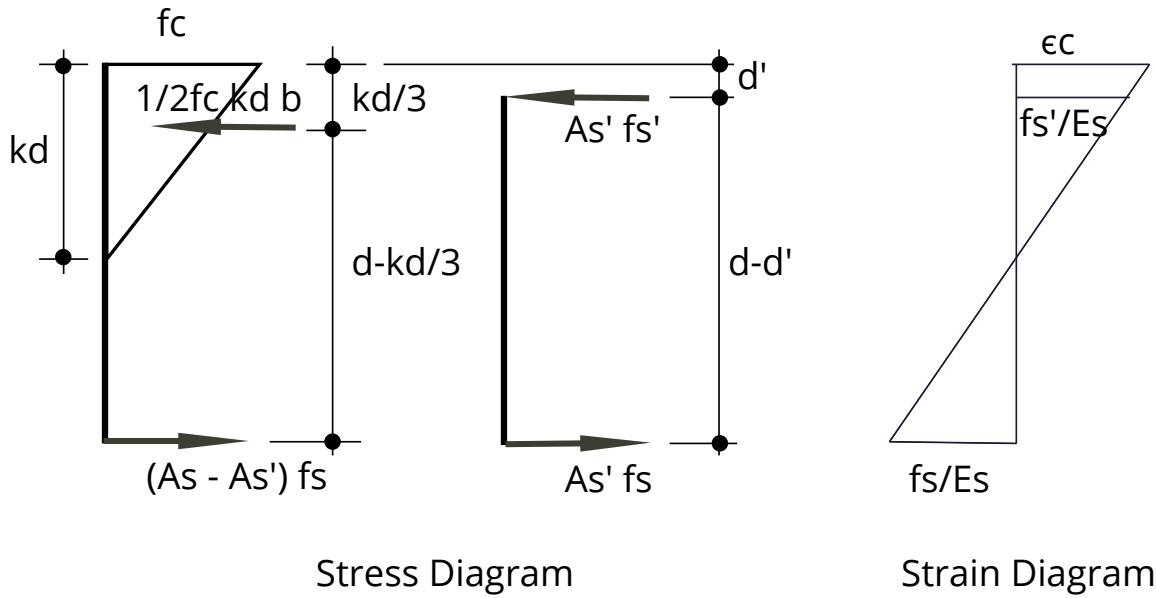 fc
ϵc
1/2fc kd b
kd/3
d'
As' fs'
fs'/Es
kd
d-kd/3
d-d'
(As - As') fs
As' fs
fs/Es
Stress Diagram
Strain Diagram